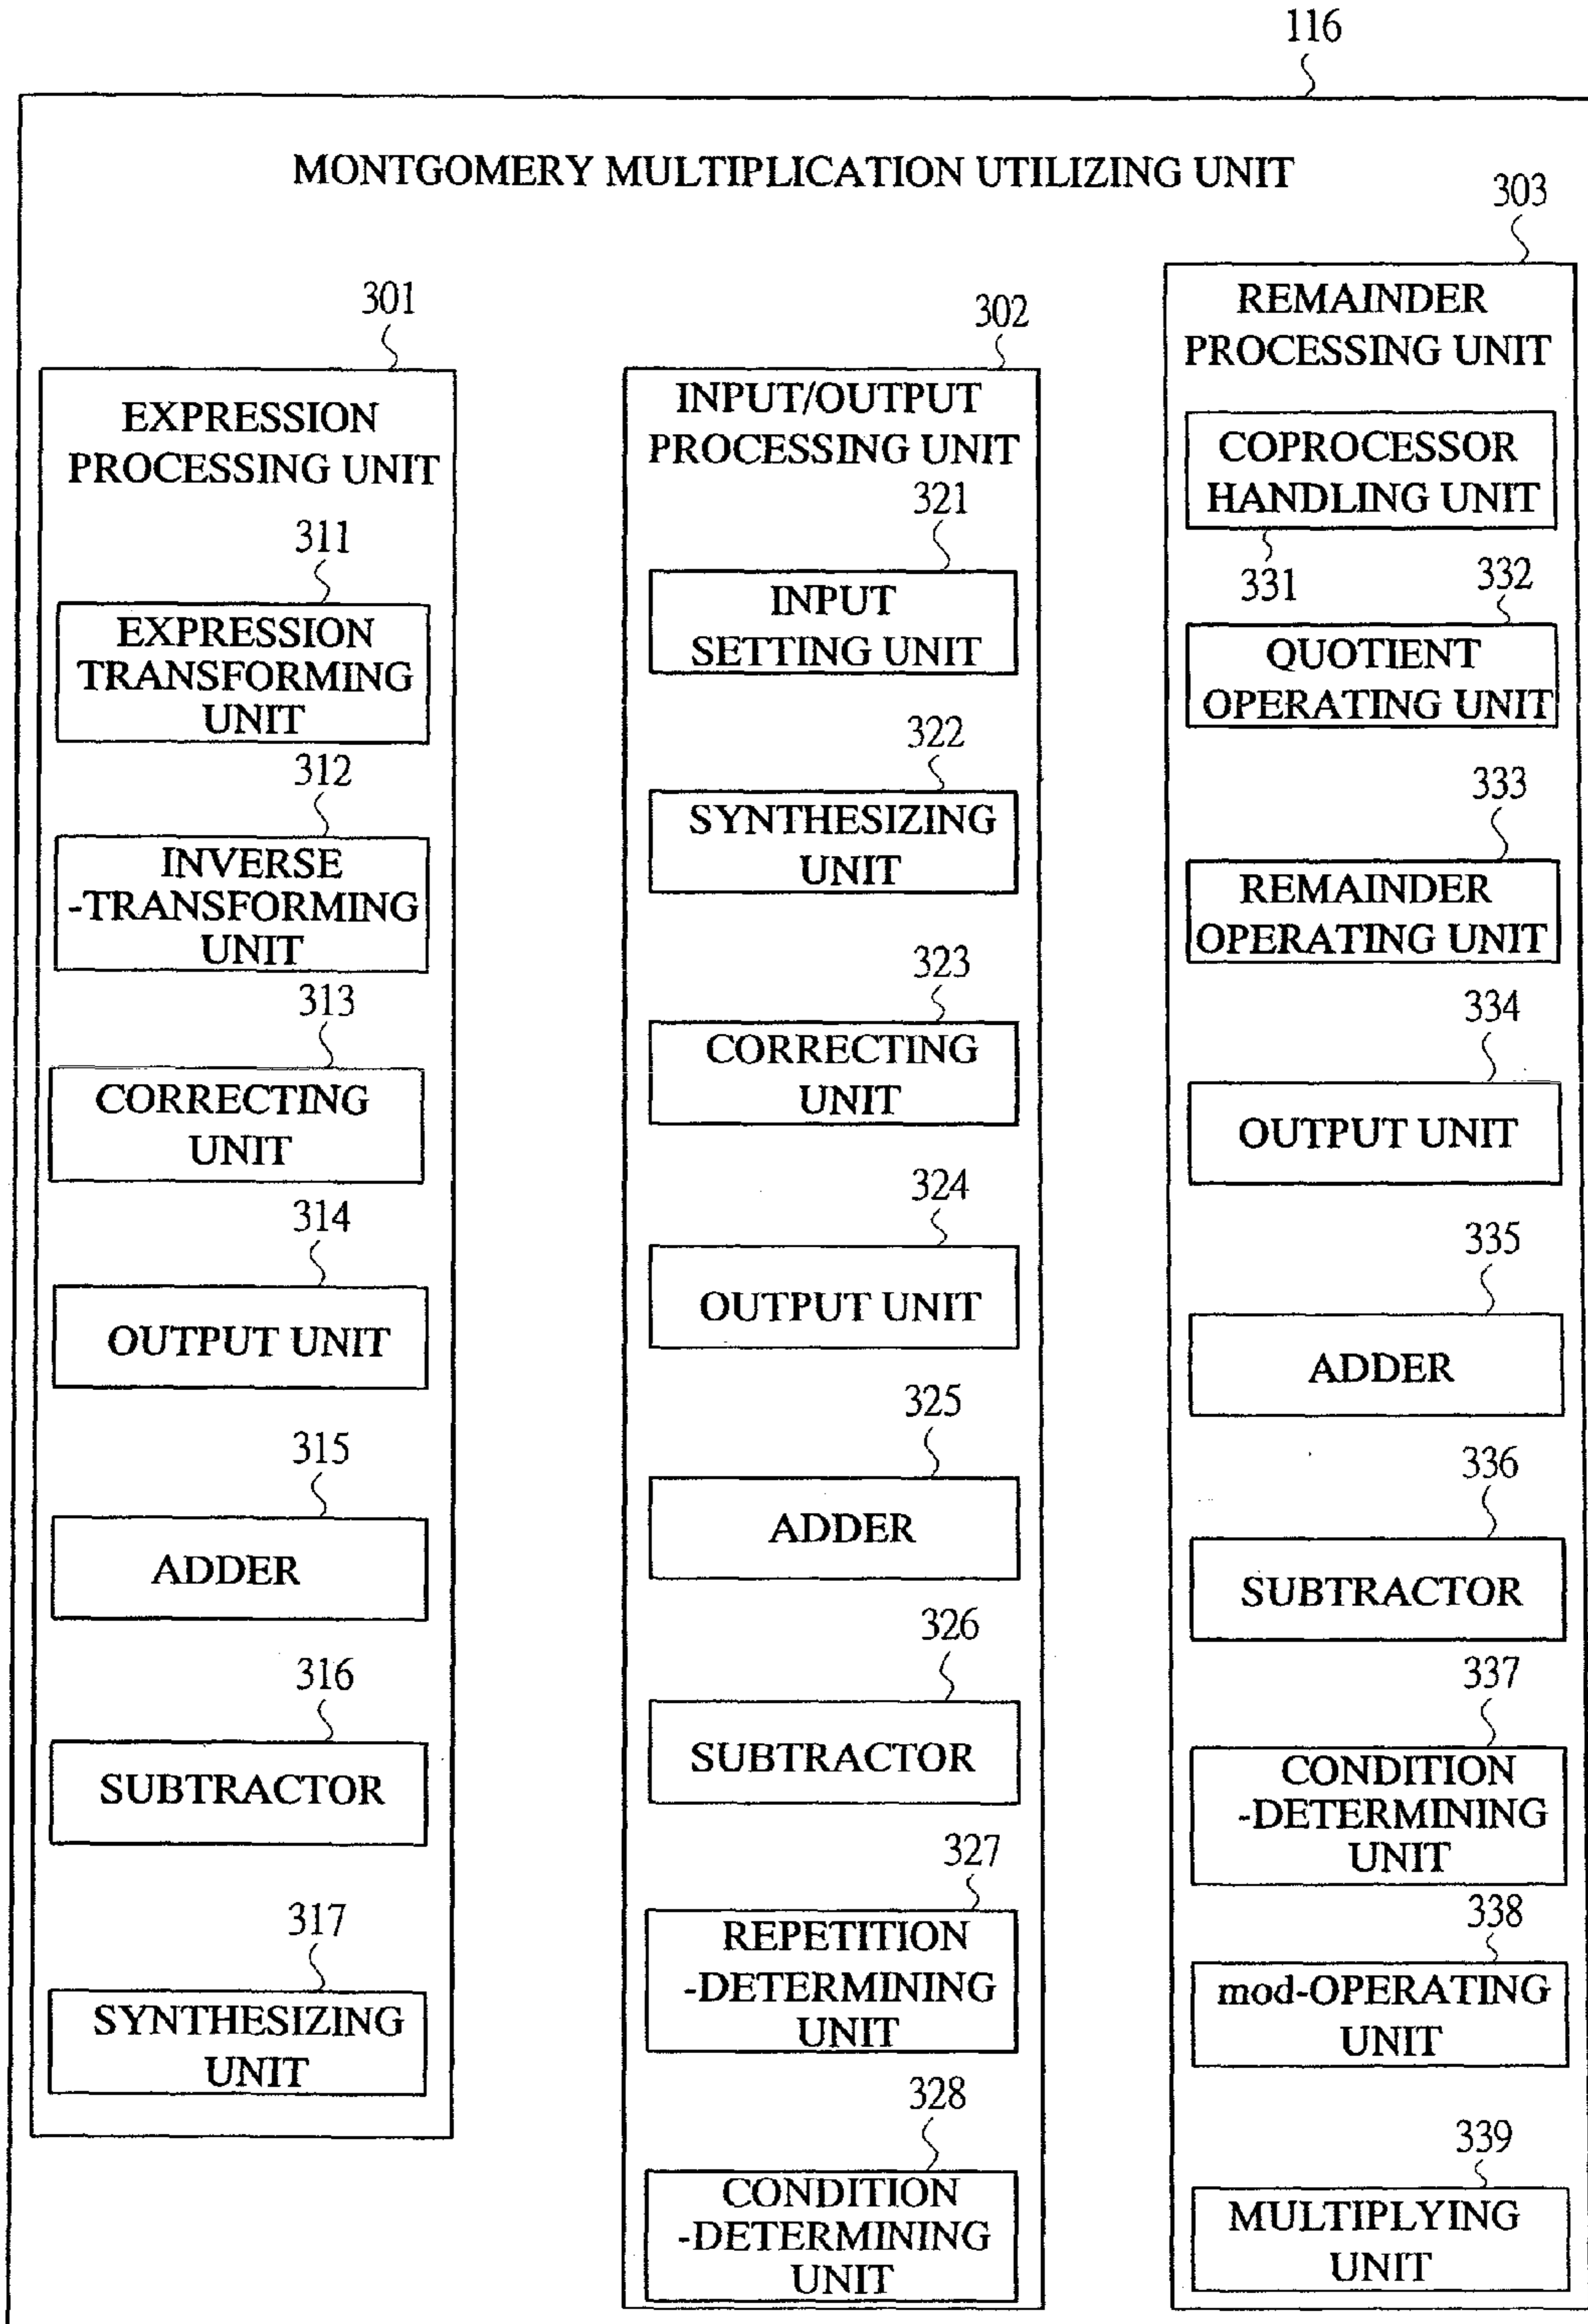 116
MONTGOMERY MULTIPLICATION UTILIZING UNIT
301
EXPRESSION
PROCESSING UNIT
311
EXPRESSION
TRANSFORMING
UNIT
312
INVERSE
-TRANSFORMING
UNIT
313
CORRECTING
UNIT
314
OUTPUT UNIT
315
ADDER
316
SUBTRACTOR
317
SYNTHESIZING
UNIT
302
INPUT/OUTPUT
PROCESSING UNIT
321
INPUT
SETTING UNIT
322
SYNTHESIZING
UNIT
323
CORRECTING
UNIT
324
OUTPUT UNIT
325
ADDER
326
SUBTRACTOR
327
REPETITION
-DETERMINING
UNIT
328
CONDITION
-DETERMINING
UNIT
303
REMAINDER
PROCESSING UNIT
COPROCESSOR
HANDLING UNIT
331
332
QUOTIENT
OPERATING UNIT
333
REMAINDER
OPERATING UNIT
334
OUTPUT UNIT
335
ADDER
336
SUBTRACTOR
337
CONDITION
-DETERMINING
UNIT
338
mod-OPERATING
UNIT
339
MULTIPLYING
UNIT